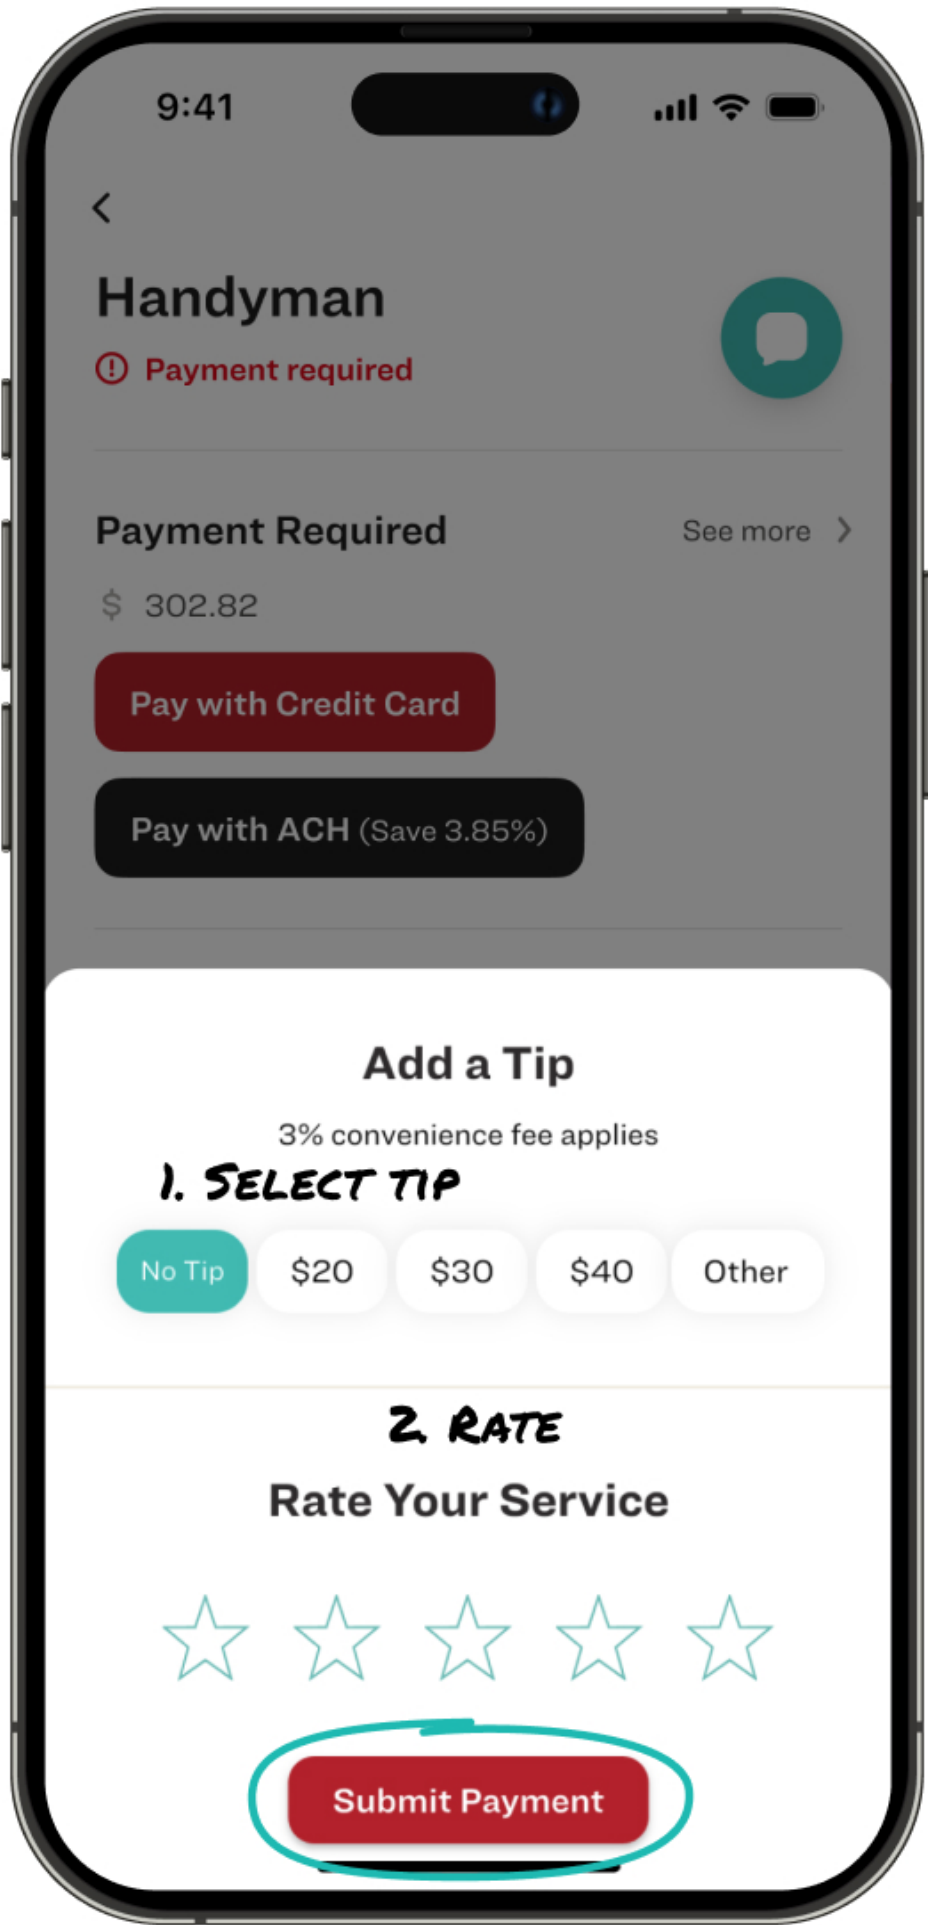 9:41
Handyman
Payment required
Payment Required See more
$ 302.82
Pay with Credit Card
Pay with ACH (Save 3.85%)
Add a Tip
3% convenience fee applies
1. SELECT TIP
No Tip $20 $30 $40 Other
2. RATE
Rate Your Service
Submit Payment